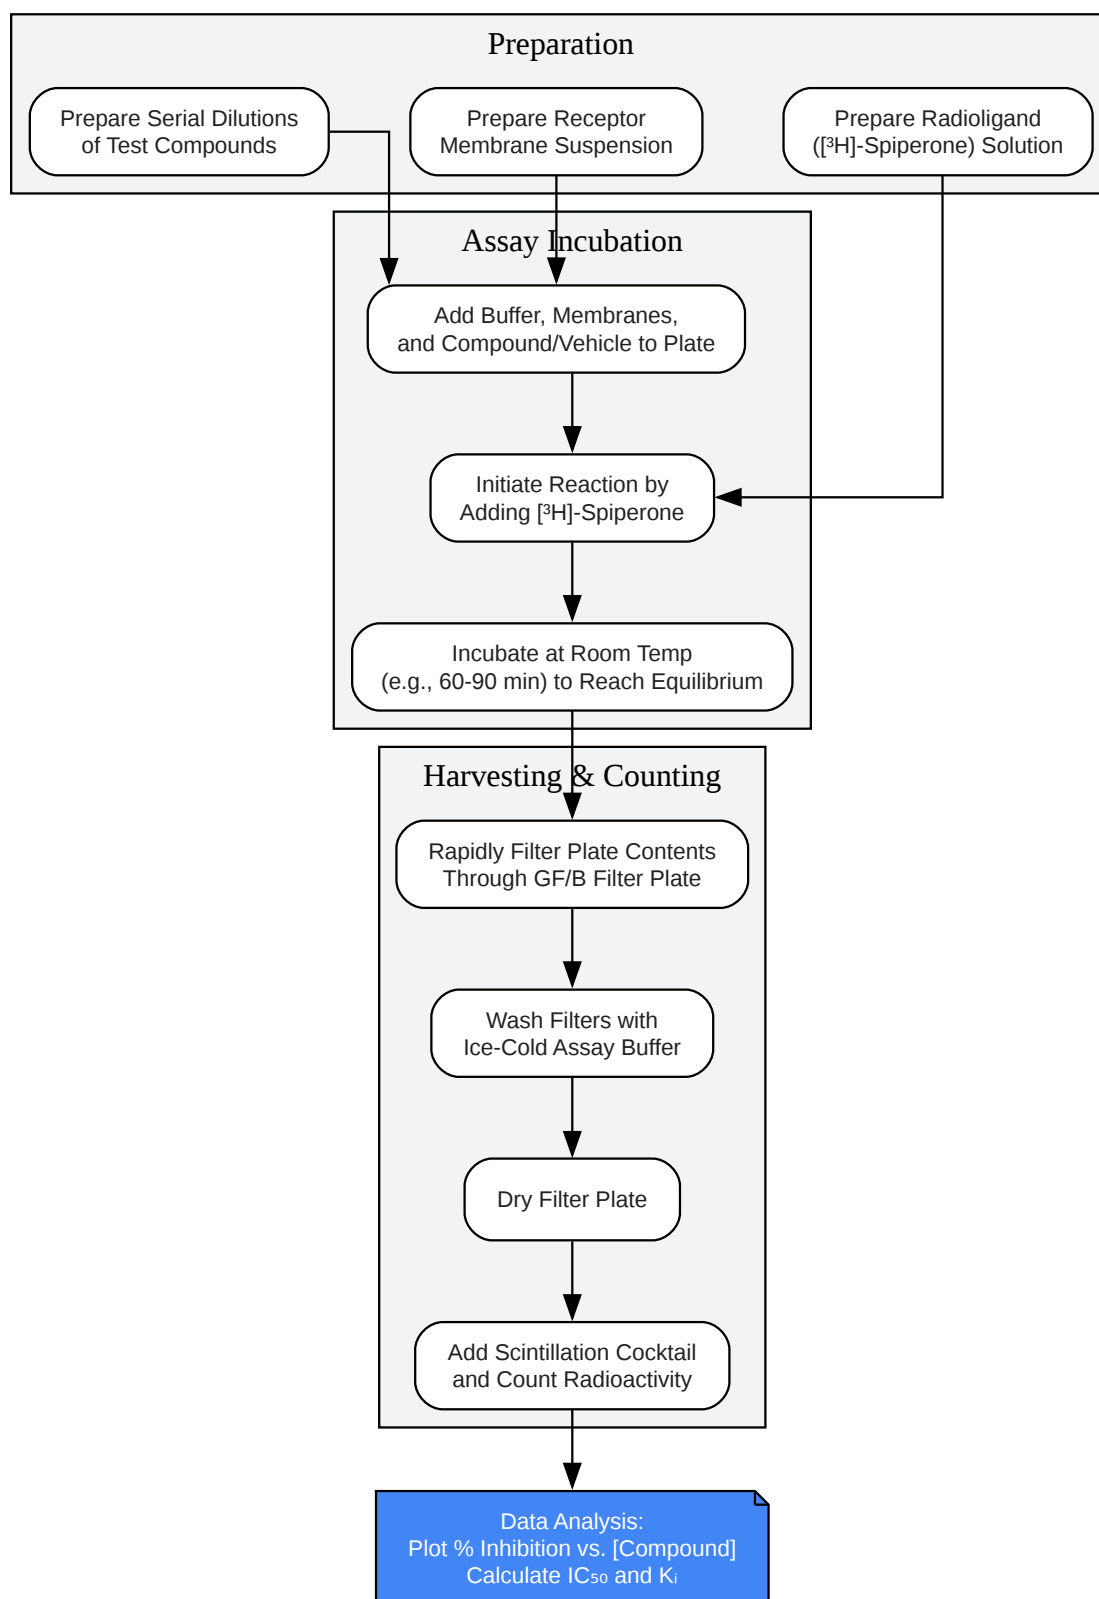 Preparation
Prepare Serial Dilutions
of Test Compounds
Prepare Receptor
Membrane Suspension
Prepare Radioligand
([³H]-Spiperone) Solution
Assay Incubation
Add Buffer, Membranes,
and Compound/Vehicle to Plate
Initiate Reaction by
Adding [³H]-Spiperone
Incubate at Room Temp
(e.g., 60-90 min) to Reach Equilibrium
Harvesting & Counting
Rapidly Filter Plate Contents
Through GF/B Filter Plate
Wash Filters with
Ice-Cold Assay Buffer
Dry Filter Plate
Add Scintillation Cocktail
and Count Radioactivity
Data Analysis:
Plot % Inhibition vs. [Compound]
Calculate IC₅₀ and Kᵢ